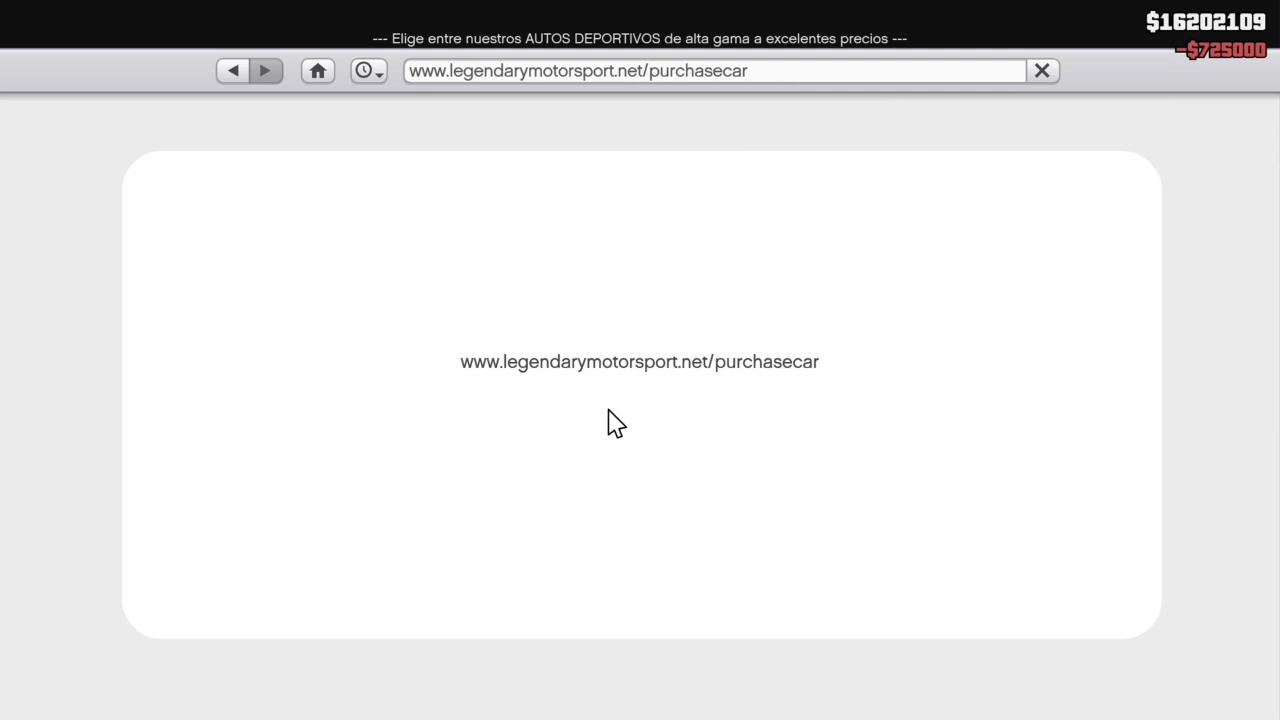 $16202109
--- Elige entre nuestros AUTOS DEPORTIVOS de alta gama a excelentes precios ---
-$725000
www.legendarymotorsport.net/purchasecar
www.legendarymotorsport.net/purchasecar